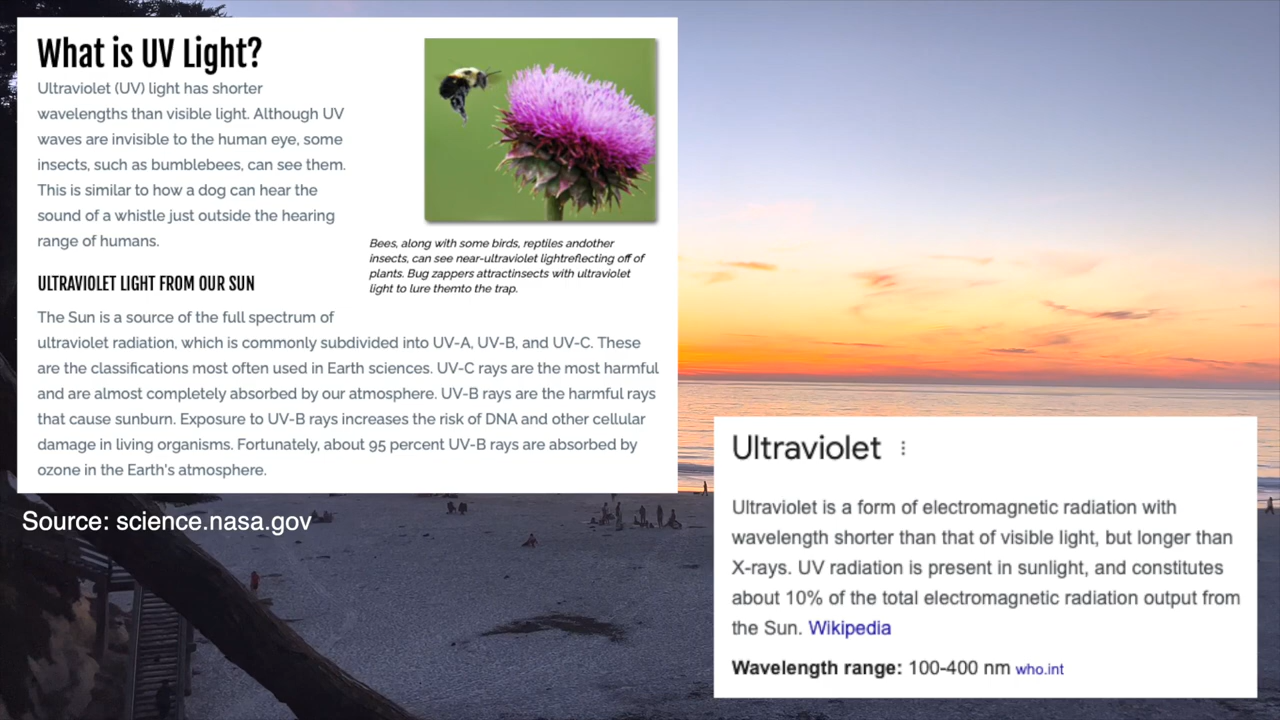 What is UV Light?
Ultraviolet (UV) light has shorter
wavelengths than visible light. Although UV
waves are invisible to the human eye, some
insects, such as bumblebees, can see them.
This is similar to how a dog can hear the
sound of a whistle just outside the hearing
range of humans.
Bees, along with some birds, reptiles andother
insects, can see near-ultraviolet lightreflecting off of
plants. Bug zappers attractinsects with ultraviolet
light to lure themto the trap.
ULTRAVIOLET LIGHT FROM OUR SUN
The Sun is a source of the full spectrum of
ultraviolet radiation, which is commonly subdivided into UV-A, UV-B, and UV-C. These
are the classifications most often used in Earth sciences. UV-C rays are the most harmful
and are almost completely absorbed by our atmosphere. UV-B rays are the harmful rays
that cause sunburn. Exposure to UV-B rays increases the risk of DNA and other cellular
damage in living organisms. Fortunately, about 95 percent UV-B rays are absorbed by
ozone in the Earth's atmosphere.
Source: science.nasa.gov
Ultraviolet
Ultraviolet is a form of electromagnetic radiation with
wavelength shorter than that of visible light, but longer than
X-rays. UV radiation is present in sunlight, and constitutes
about 10% of the total electromagnetic radiation output from
the Sun. Wikipedia
Wavelength range: 100-400 nm who.int